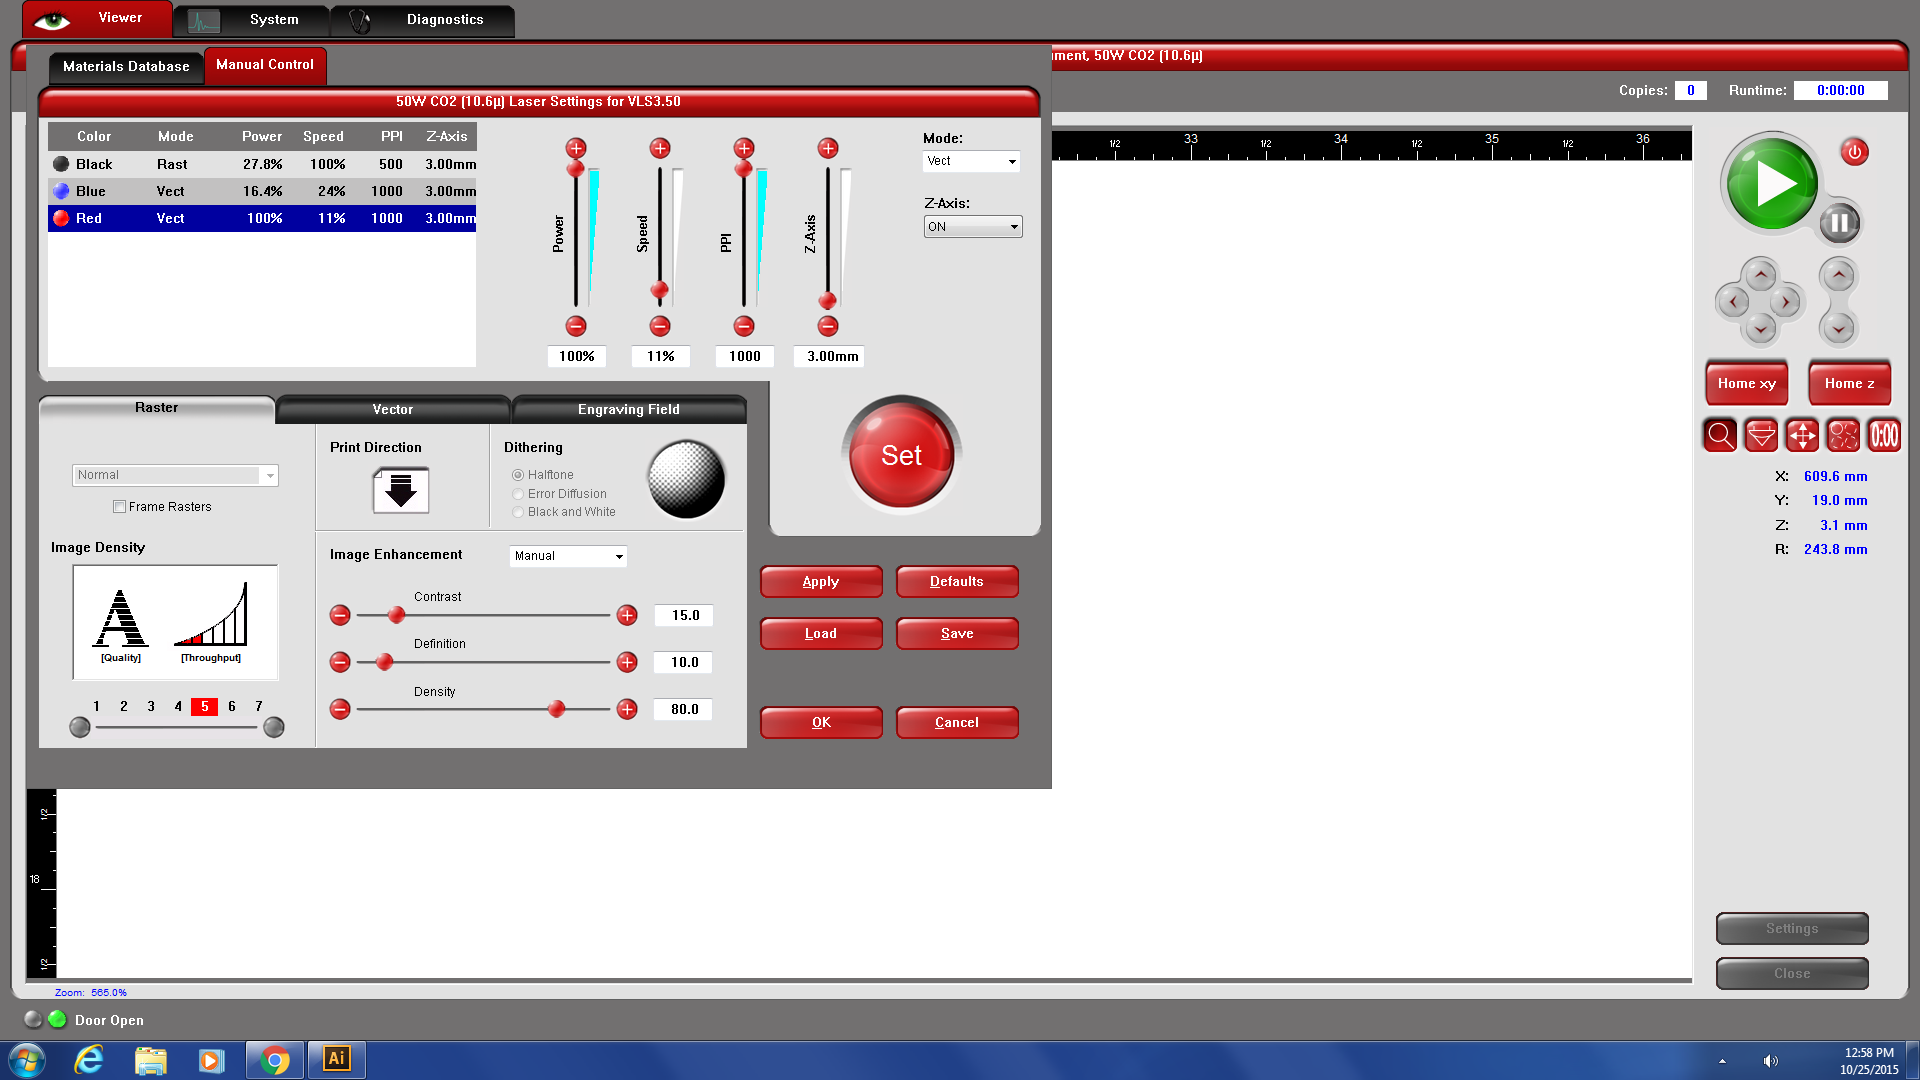 Viewer
System
Diagnostics
ument, 50W CO2 (10.6µ)
Materials Database
Manual Control
50W CO2 (10.6µ) Laser Settings for VLS3.50
Copies: 0 Runtime: 0:00:00
Color Mode Power Speed PPI Z-Axis
Black Rast 27.8% 100% 500 3.00mm
Blue Vect 16.4% 24% 1000 3.00mm
Red Vect 100% 11% 1000 3.00mm
Power
Speed
PPI
Z-Axis
100% 11% 1000 3.00mm
Mode:
Vect
Z-Axis:
ON
33 1/2 34 1/2 35 1/2 36
1/2
Home xy
Home z
0:00
X: 609.6 mm
Y: 19.0 mm
Z: 3.1 mm
R: 243.8 mm
Raster
Vector
Engraving Field
Set
Normal
Frame Rasters
Print Direction
Dithering
Halftone
Error Diffusion
Black and White
Image Density
A
[Quality] [Throughput]
1 2 3 4 5 6 7
Image Enhancement Manual
Contrast
15.0
Definition
10.0
Density
80.0
Apply
Defaults
Load
Save
OK
Cancel
1/2
18
1/2
Settings
Close
Zoom: 565.0%
Door Open
Ai
12:58 PM
10/25/2015